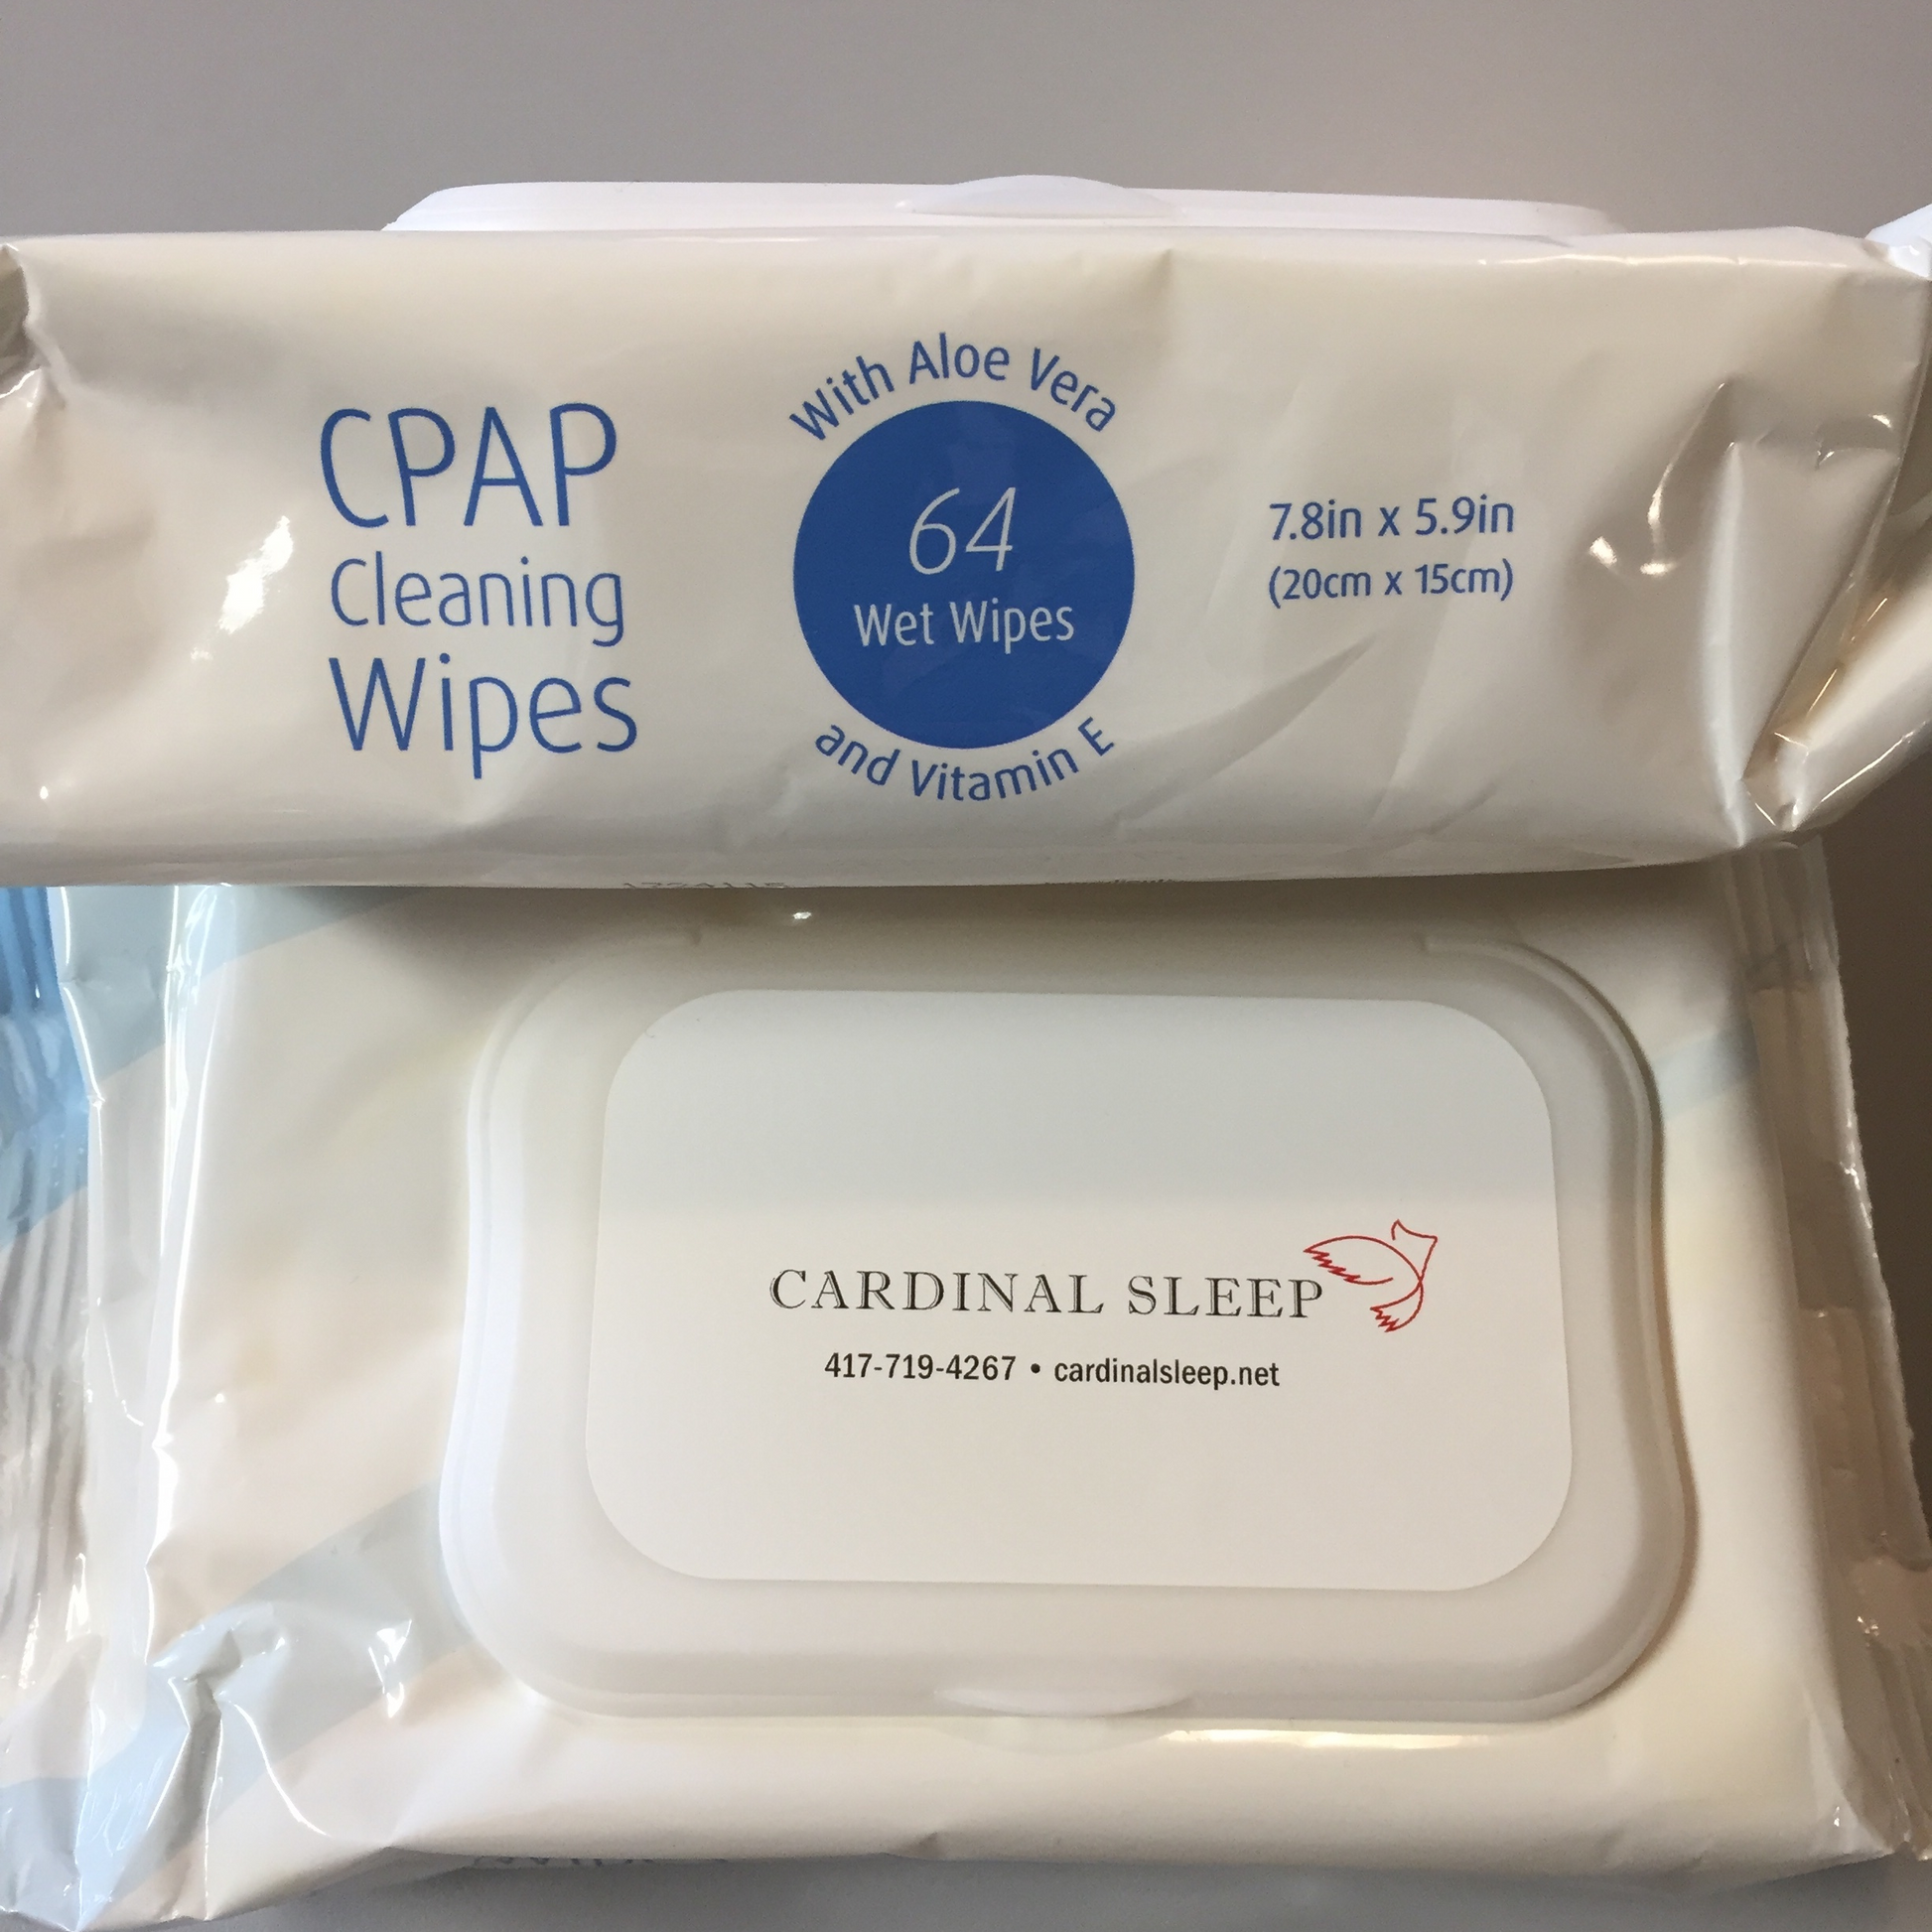 CPAP
Cleaning
Wipes
With Aloe Vera
64
Wet Wipes
and Vitamin E
7.8in x 5.9in
(20cm x 15cm)
CARDINAL SLEEP
417-719-4267 • cardinalsleep.net